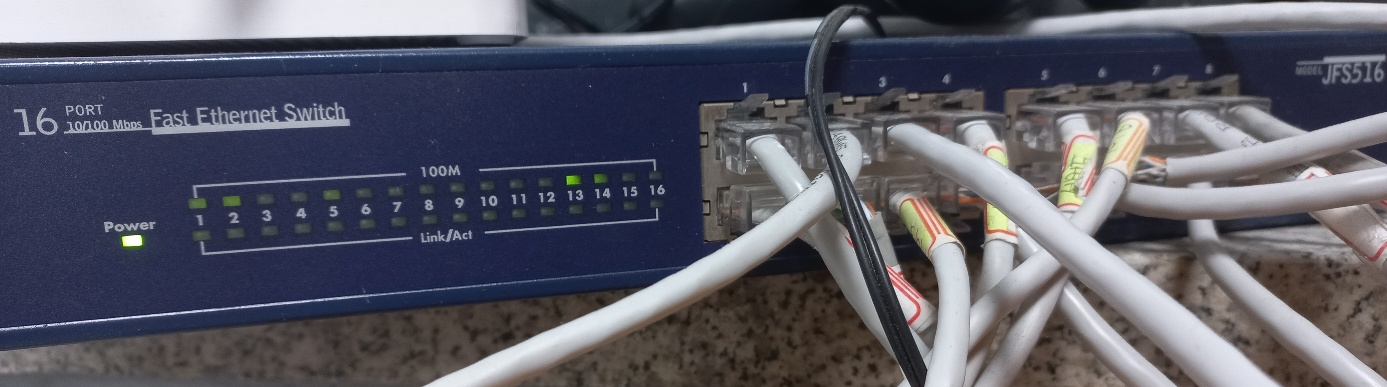 16 PORT
10/100 Mbps Fast Ethernet Switch
MODEL JFS516
1 3 4 5 6 7 8
100M
1 2 3 4 5 6 7 8 9 10 11 12 13 14 15 16
Power
Link/Act